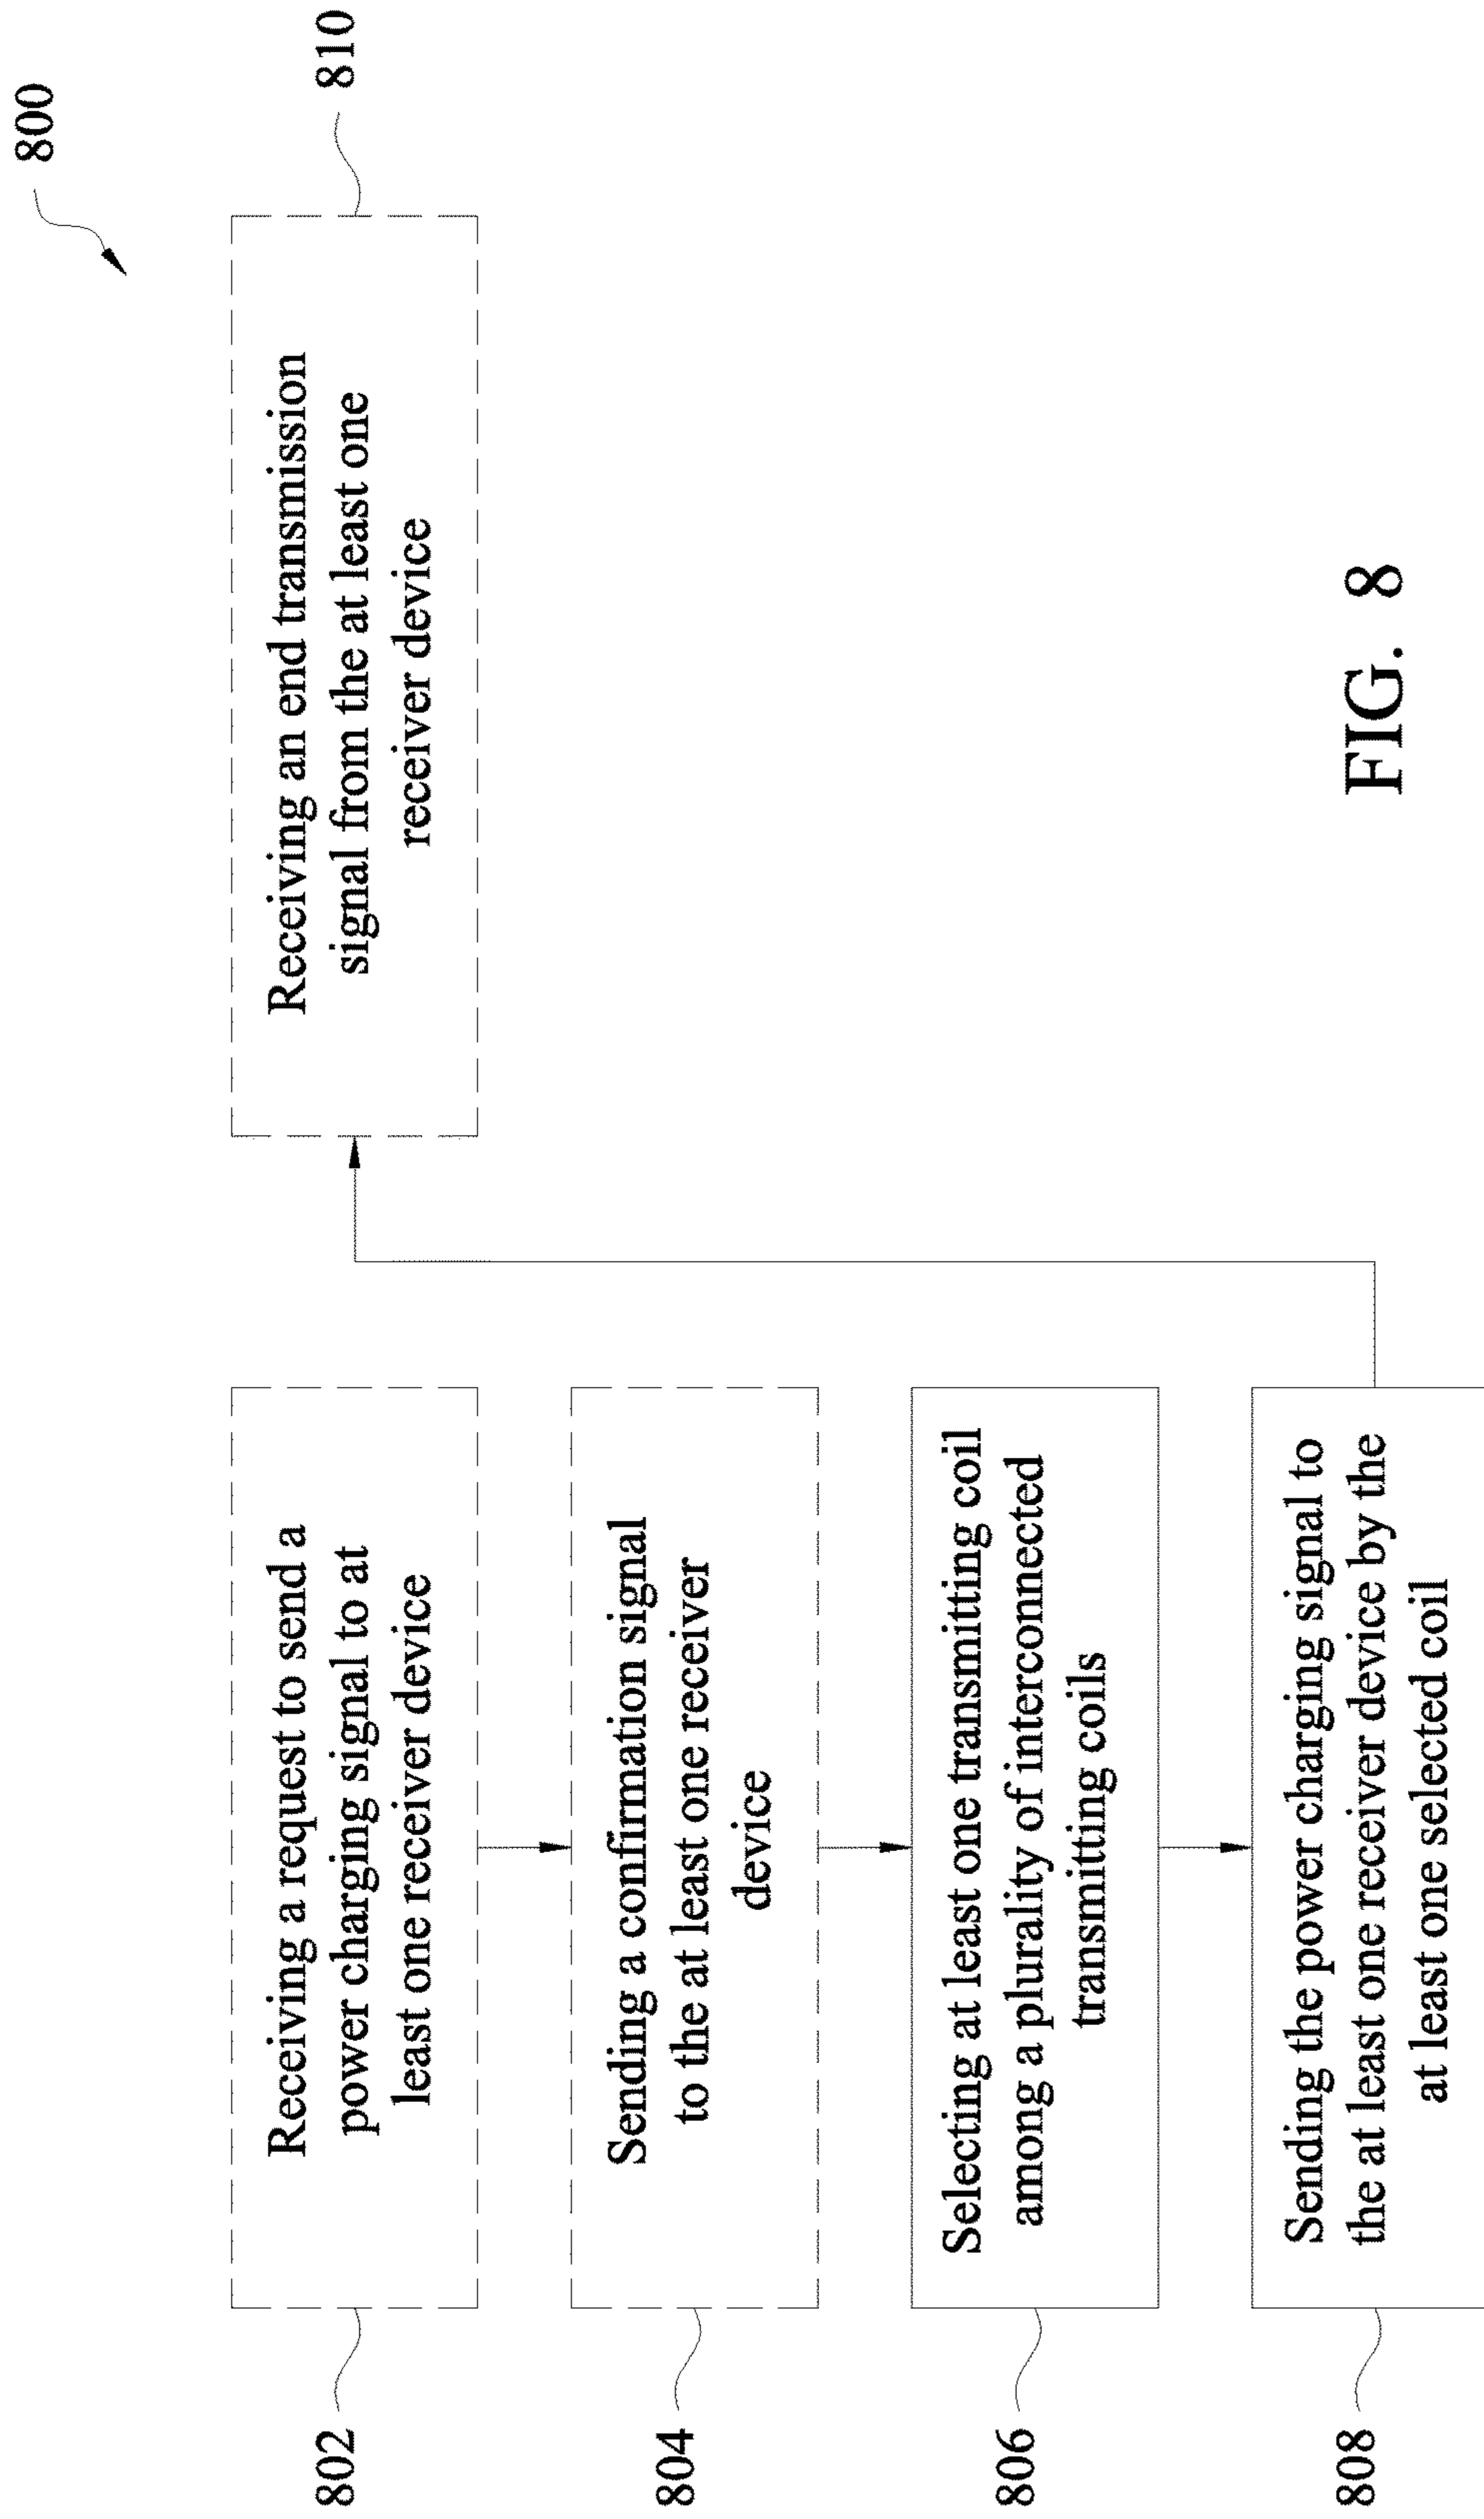 800
802
Receiving a request to send a
power charging signal to at
least one receiver device
804
Sending a confirmation signal
to the at least one receiver
device
806
Selecting at least one transmitting coil
among a plurality of interconnected
transmitting coils
808
Sending the power charging signal to
the at least one receiver device by the
at least one selected coil
810
Receiving an end transmission
signal from the at least one
receiver device
FIG. 8